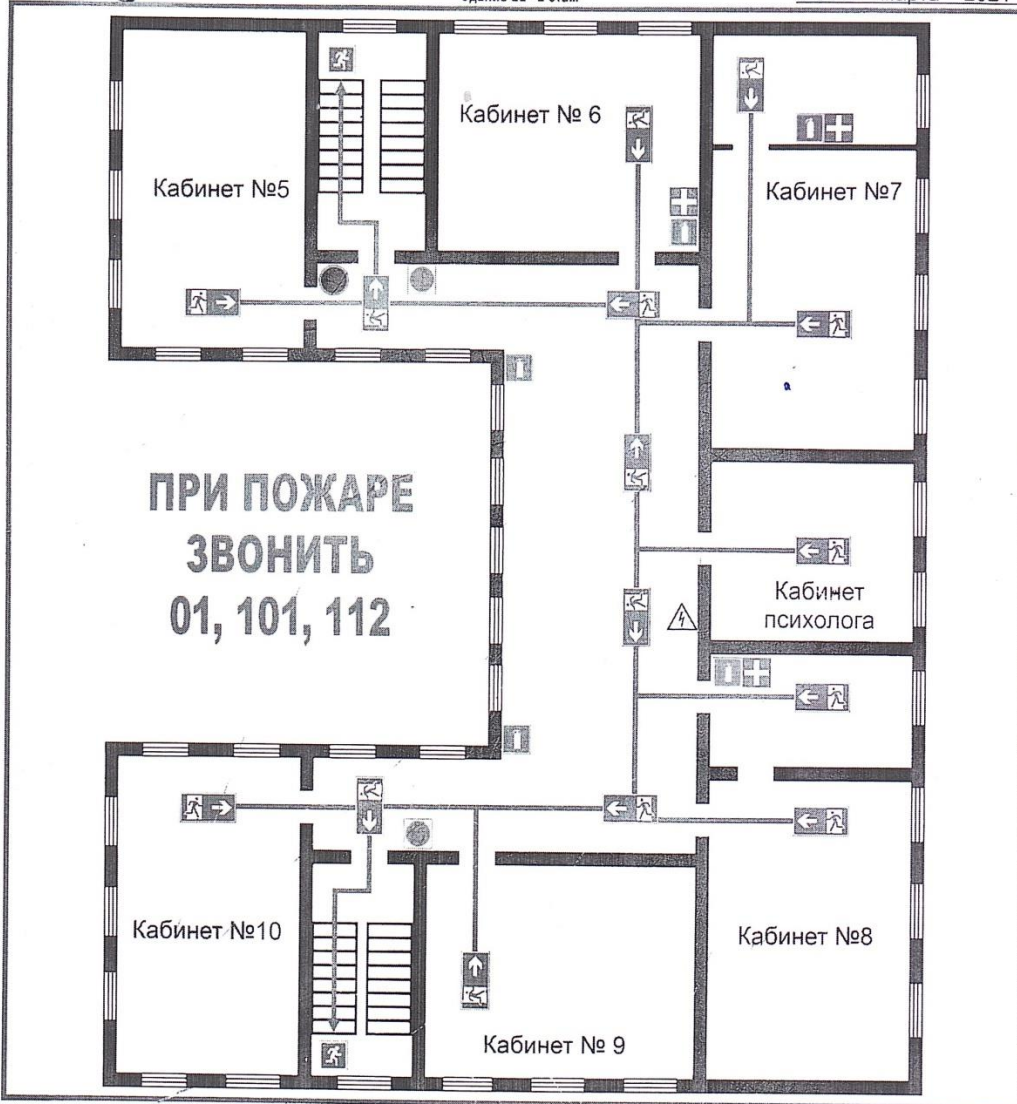 Кабинет № 6
Кабинет №5
Кабинет №7
ПРИ ПОЖАРЕ
ЗВОНИТЬ
01, 101, 112
Кабинет
психолога
Кабинет №10
Кабинет №8
Кабинет № 9